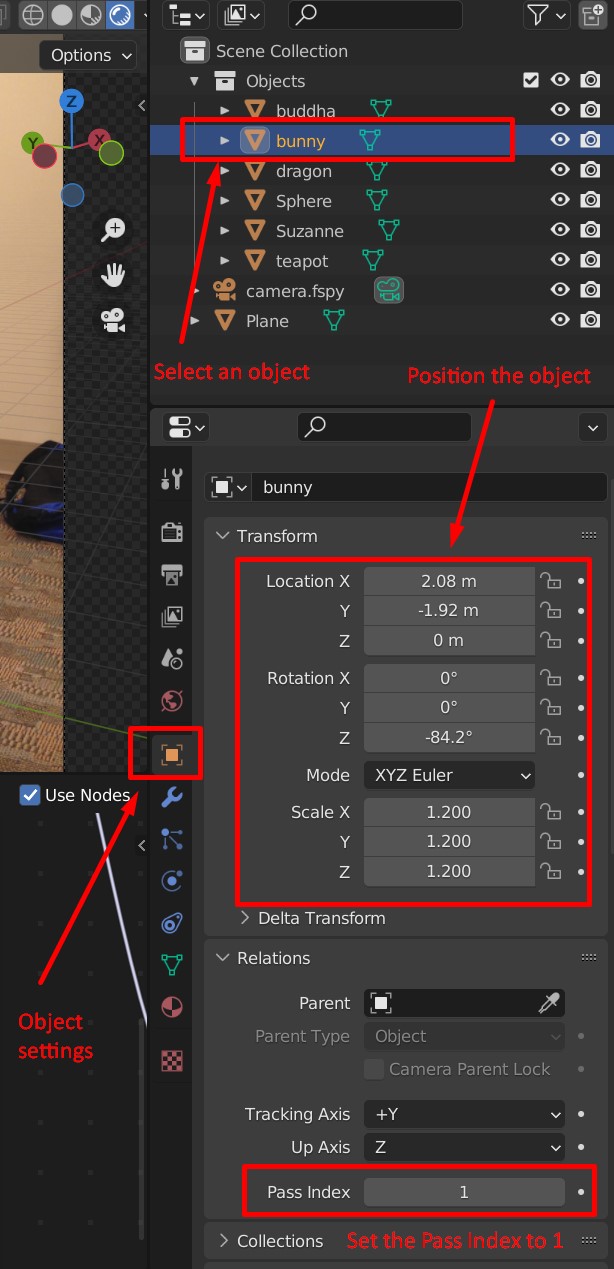 Options
Scene Collection
Objects
Z
Y
X
buddha
bunny
dragon
Sphere
Suzanne
teapot
camera.fspy
Plane
Select an object
Position the object
bunny
Transform
Location X 2.08 m
Y -1.92 m
Z 0 m
Rotation X 0°
Y 0°
Z -84.2°
Mode XYZ Euler
Use Nodes
Scale X 1.200
Y 1.200
Z 1.200
Delta Transform
Relations
Parent
Object
settings
Parent Type Object
Camera Parent Lock
Tracking Axis +Y
Up Axis Z
Pass Index 1
Collections
Set the Pass Index to 1